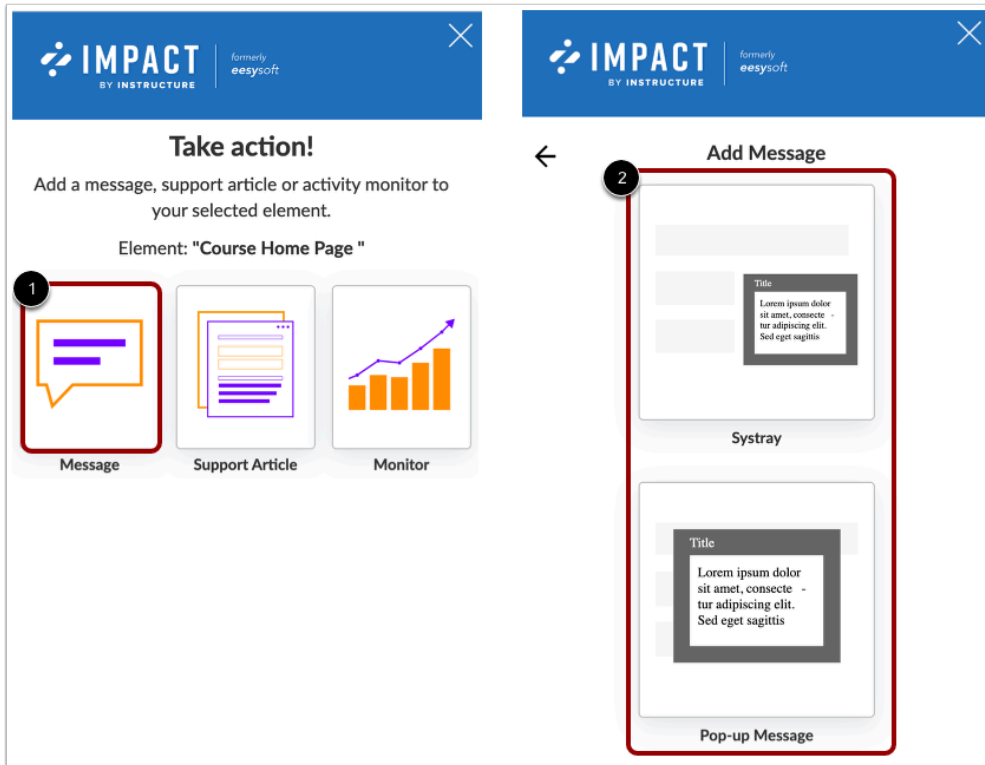 IMPACT
BY INSTRUCTURE
formerly
eesysoft
Take action!
Add a message, support article or activity monitor to
your selected element.
Element: "Course Home Page "
1
Message
Support Article
Monitor
IMPACT
BY INSTRUCTURE
formerly
eesysoft
Add Message
2
Title
Lorem ipsum dolor
sit amet, consecte -
tur adipiscing elit.
Sed eget sagittis
Systray
Title
Lorem ipsum dolor
sit amet, consecte -
tur adipiscing elit.
Sed eget sagittis
Pop-up Message